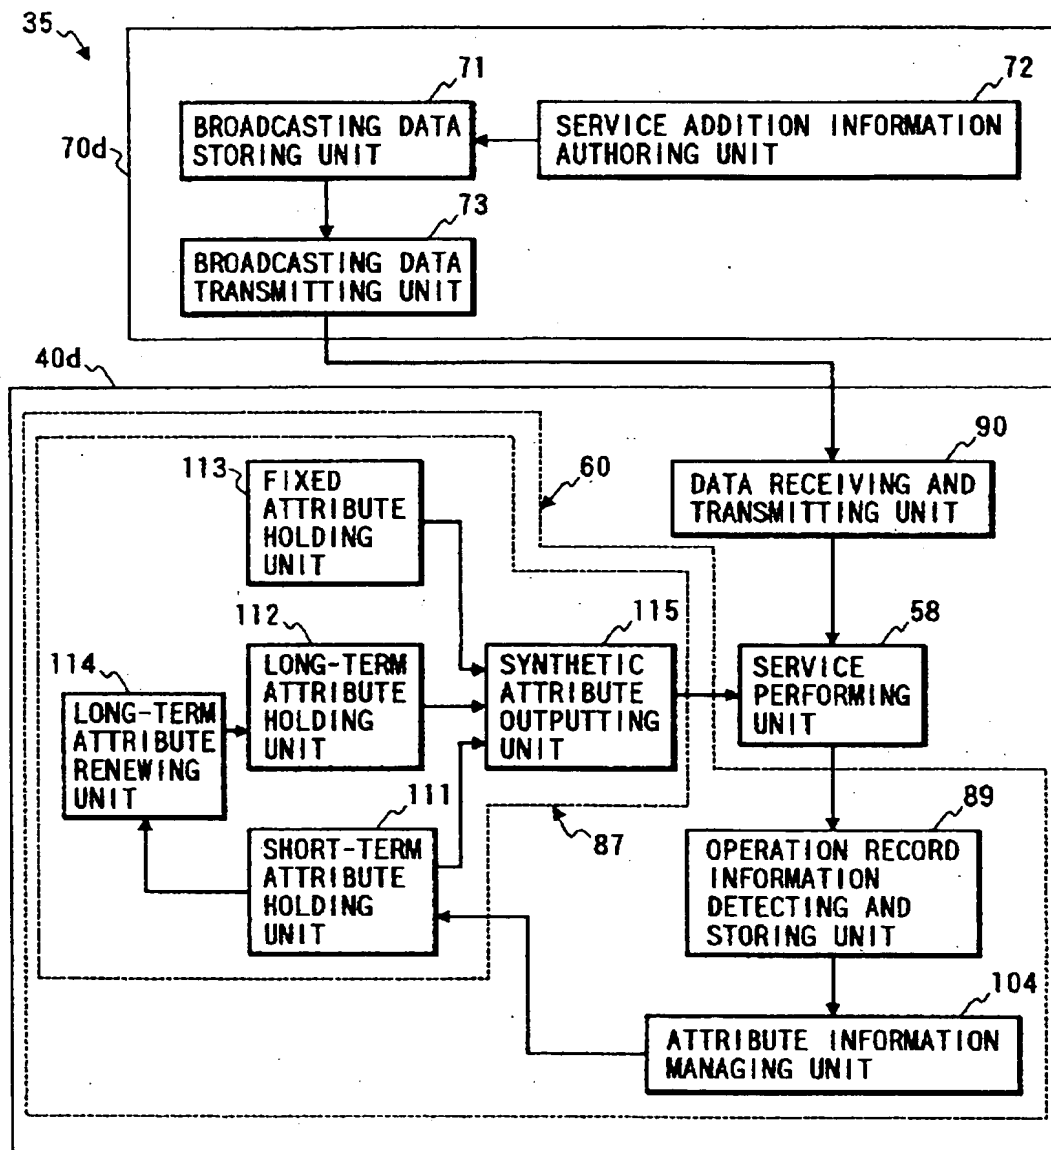 35
71
72
BROADCASTING DATA
STORING UNIT
SERVICE ADDITION INFORMATION
AUTHORING UNIT
70d
73
BROADCASTING DATA
TRANSMITTING UNIT
40d
90
113
FIXED
ATTRIBUTE
HOLDING
UNIT
60
DATA RECEIVING AND
TRANSMITTING UNIT
112
115
58
114
LONG-TERM
ATTRIBUTE
HOLDING
UNIT
SYNTHETIC
ATTRIBUTE
OUTPUTTING
UNIT
SERVICE
PERFORMING
UNIT
LONG-TERM
ATTRIBUTE
RENEWING
UNIT
111
89
SHORT-TERM
ATTRIBUTE
HOLDING
UNIT
87
OPERATION RECORD
INFORMATION
DETECTING AND
STORING UNIT
104
ATTRIBUTE INFORMATION
MANAGING UNIT